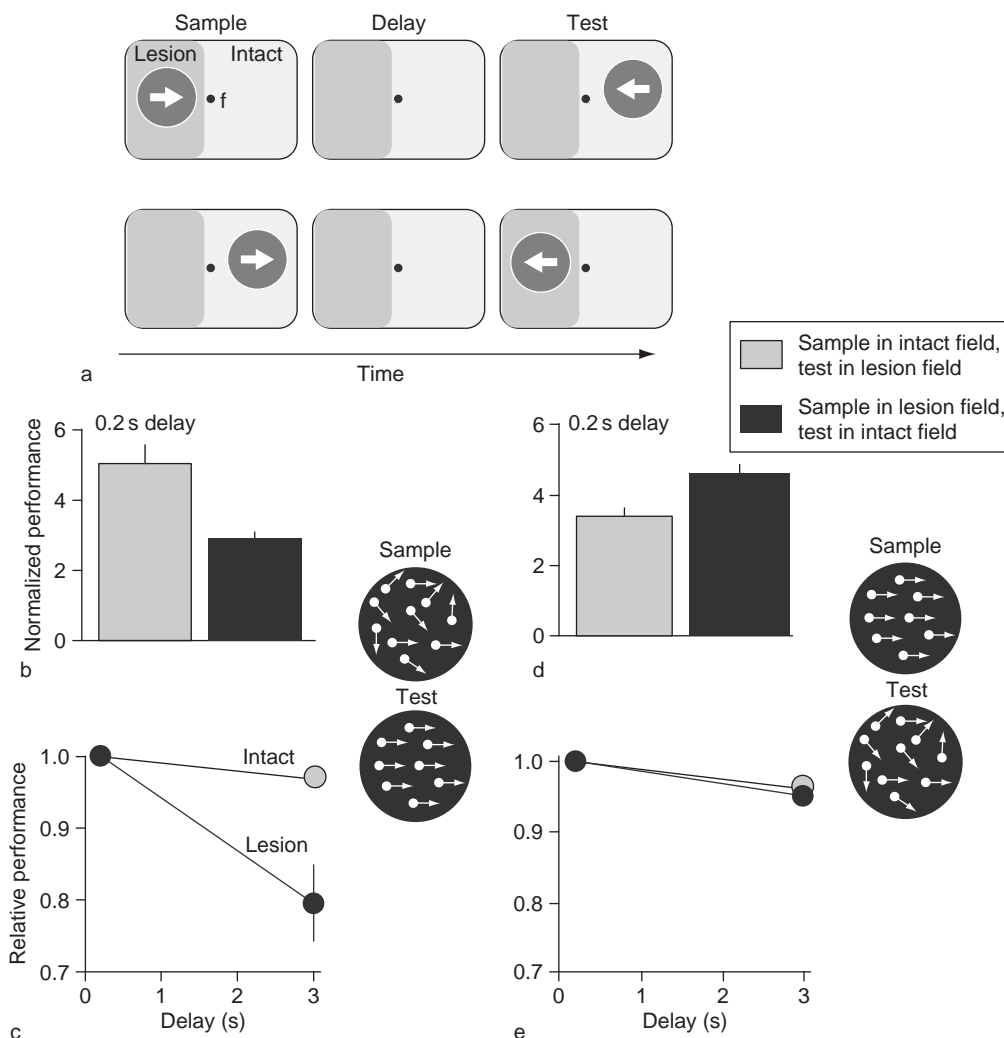 Sample Delay Test
Lesion Intact
f
a
Time
Sample in intact field,
test in lesion field
Sample in lesion field,
test in intact field
0.2 s delay
Normalized performance
6
4
2
0
b
Sample
Test
0.2 s delay
6
4
2
0
d
Sample
Test
Relative performance
1.0
0.9
0.8
0.7
Intact
Lesion
0 1 2 3
Delay (s)
c
1.0
0.9
0.8
0.7
0 1 2 3
Delay (s)
e